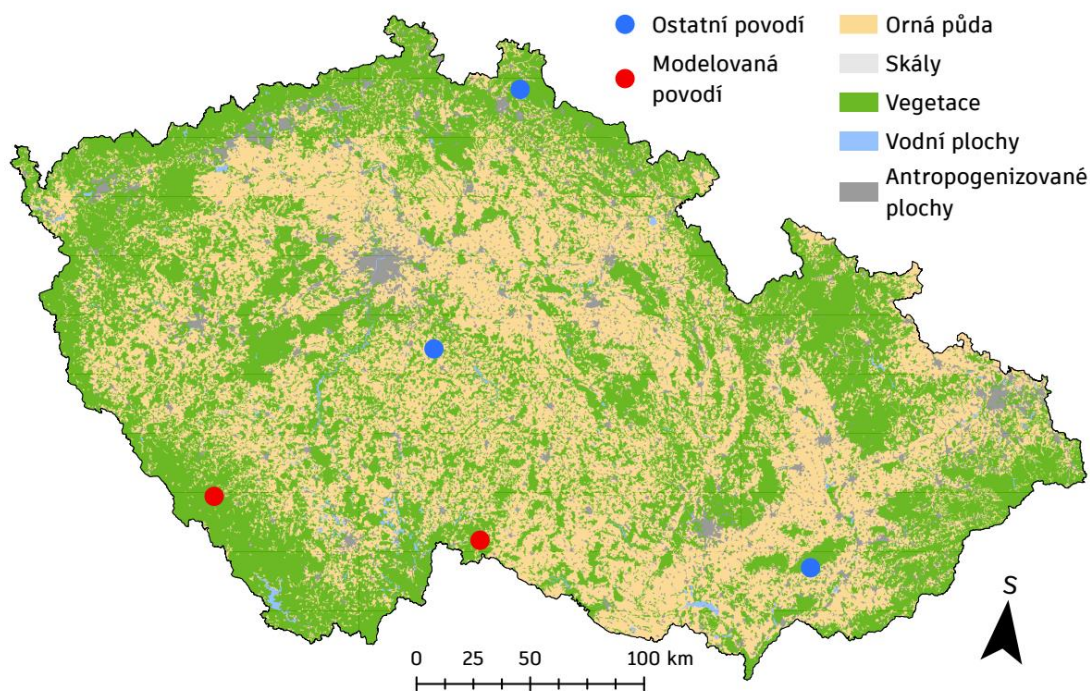 Ostatní povodí
Modelovaná
povodí
Orná půda
Skály
Vegetace
Vodní plochy
Antropogenizované
plochy
S
0 25 50 100 km